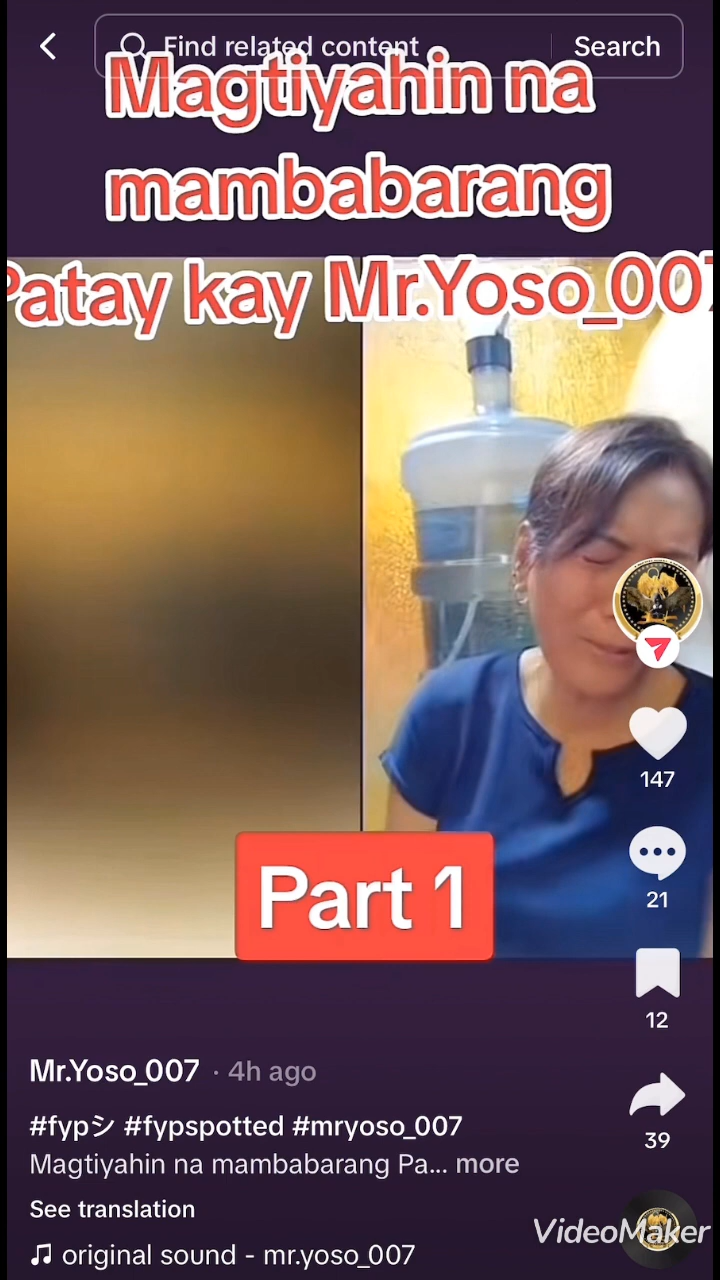 Find related content
Search
Magtiyahin na
mambabarang
Patay kay Mr.Yoso_007
Part 1
147
21
12
39
Mr.Yoso_007 · 4h ago
#fypシ #fypspotted #mryoso_007
Magtiyahin na mambabarang Pa... more
See translation
original sound - mr.yoso_007
VideoMaker